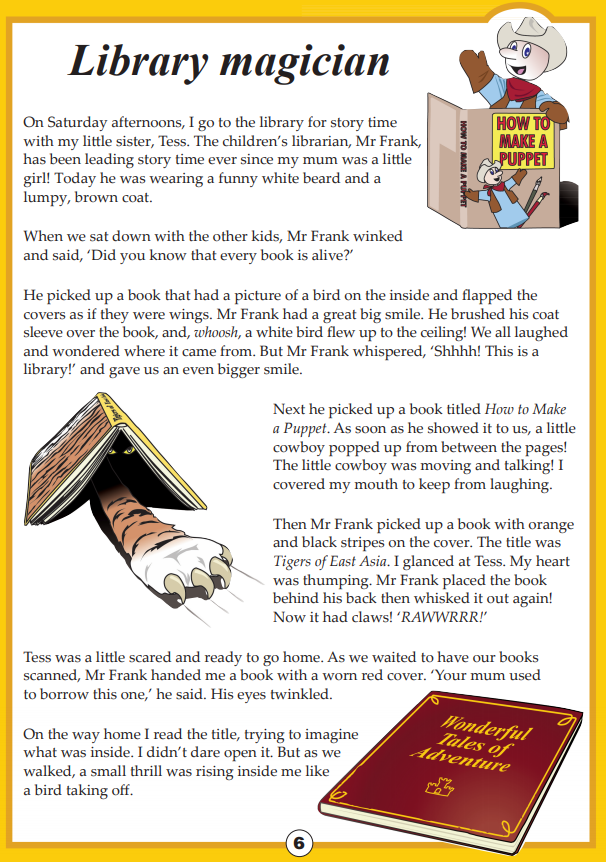 Library magician
On Saturday afternoons, I go to the library for story time
with my little sister, Tess. The children's librarian, Mr Frank,
has been leading story time ever since my mum was a little
girl! Today he was wearing a funny white beard and a
lumpy, brown coat.
HOW TO
MAKE A
PUPPET
HOW TO MAKE A PUPPET
When we sat down with the other kids, Mr Frank winked
and said, 'Did you know that every book is alive?'
He picked up a book that had a picture of a bird on the inside and flapped the
covers as if they were wings. Mr Frank had a great big smile. He brushed his coat
sleeve over the book, and, whoosh, a white bird flew up to the ceiling! We all laughed
and wondered where it came from. But Mr Frank whispered, 'Shhhh! This is a
library!' and gave us an even bigger smile.
Next he picked up a book titled How to Make
a Puppet. As soon as he showed it to us, a little
cowboy popped up from between the pages!
The little cowboy was moving and talking! I
covered my mouth to keep from laughing.
Then Mr Frank picked up a book with orange
and black stripes on the cover. The title was
Tigers of East Asia. I glanced at Tess. My heart
was thumping. Mr Frank placed the book
behind his back then whisked it out again!
Now it had claws! 'RAWWRRR!'
Tess was a little scared and ready to go home. As we waited to have our books
scanned, Mr Frank handed me a book with a worn red cover. 'Your mum used
to borrow this one,' he said. His eyes twinkled.
On the way home I read the title, trying to imagine
what was inside. I didn't dare open it. But as we
walked, a small thrill was rising inside me like
a bird taking off.
Wonderful
Tales of
Adventure
6